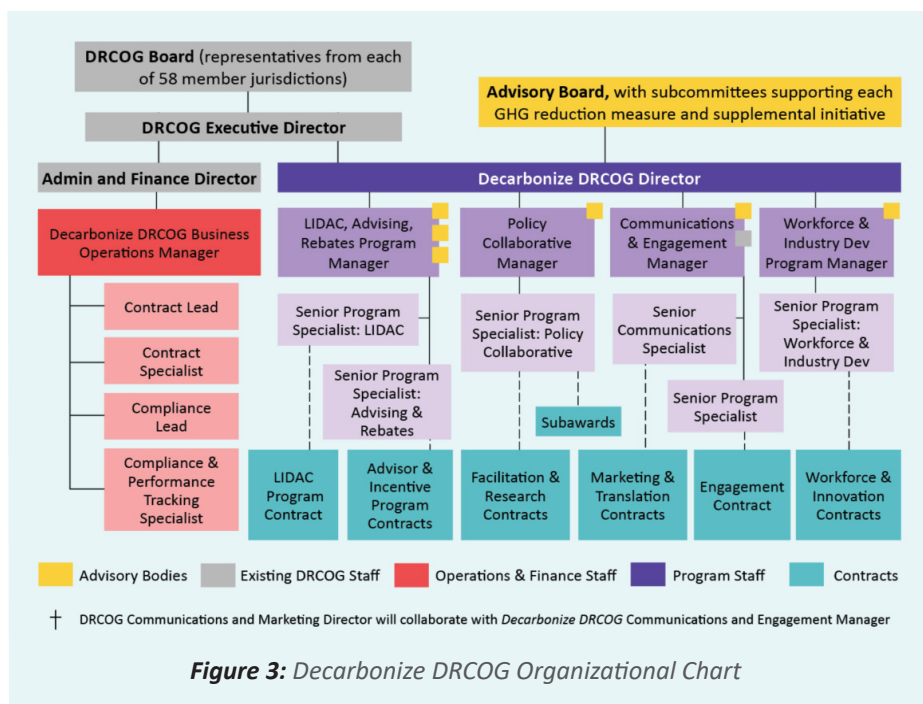 DRCOG Board (representatives from each
of 58 member jurisdictions)
Advisory Board, with subcommittees supporting each
GHG reduction measure and supplemental initiative
DRCOG Executive Director
Admin and Finance Director
Decarbonize DRCOG Director
Decarbonize DRCOG Business
Operations Manager
LIDAC, Advising,
Rebates Program
Manager
Policy
Collaborative
Manager
Communications
& Engagement
Manager
Workforce &
Industry Dev
Program Manager
Contract Lead
Contract
Specialist
Compliance
Lead
Compliance &
Performance
Tracking
Specialist
Senior Program
Specialist: LIDAC
Senior Program
Specialist:
Advising &
Rebates
Senior Program
Specialist: Policy
Collaborative
Subawards
Senior
Communications
Specialist
Senior Program
Specialist
Senior Program
Specialist:
Workforce &
Industry Dev
LIDAC
Program
Contract
Advisor &
Incentive
Program
Contracts
Facilitation &
Research
Contracts
Marketing &
Translation
Contracts
Engagement
Contract
Workforce &
Innovation
Contracts
Advisory Bodies
Existing DRCOG Staff
Operations & Finance Staff
Program Staff
Contracts
† DRCOG Communications and Marketing Director will collaborate with Decarbonize DRCOG Communications and Engagement Manager
Figure 3: Decarbonize DRCOG Organizational Chart